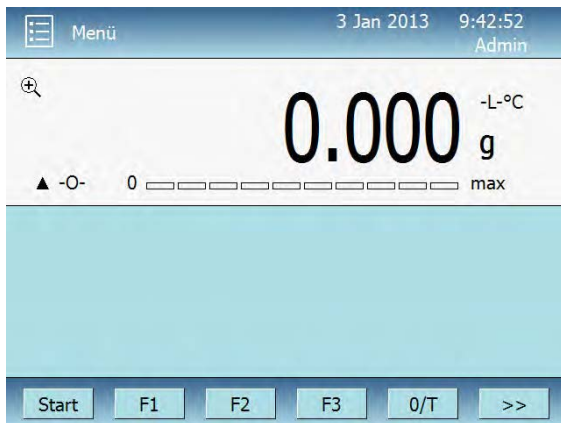 Menü 3 Jan 2013 9:42:52
Admin
-L-°C
0.000 g
▲ -O- 0 max
Start F1 F2 F3 0/T >>